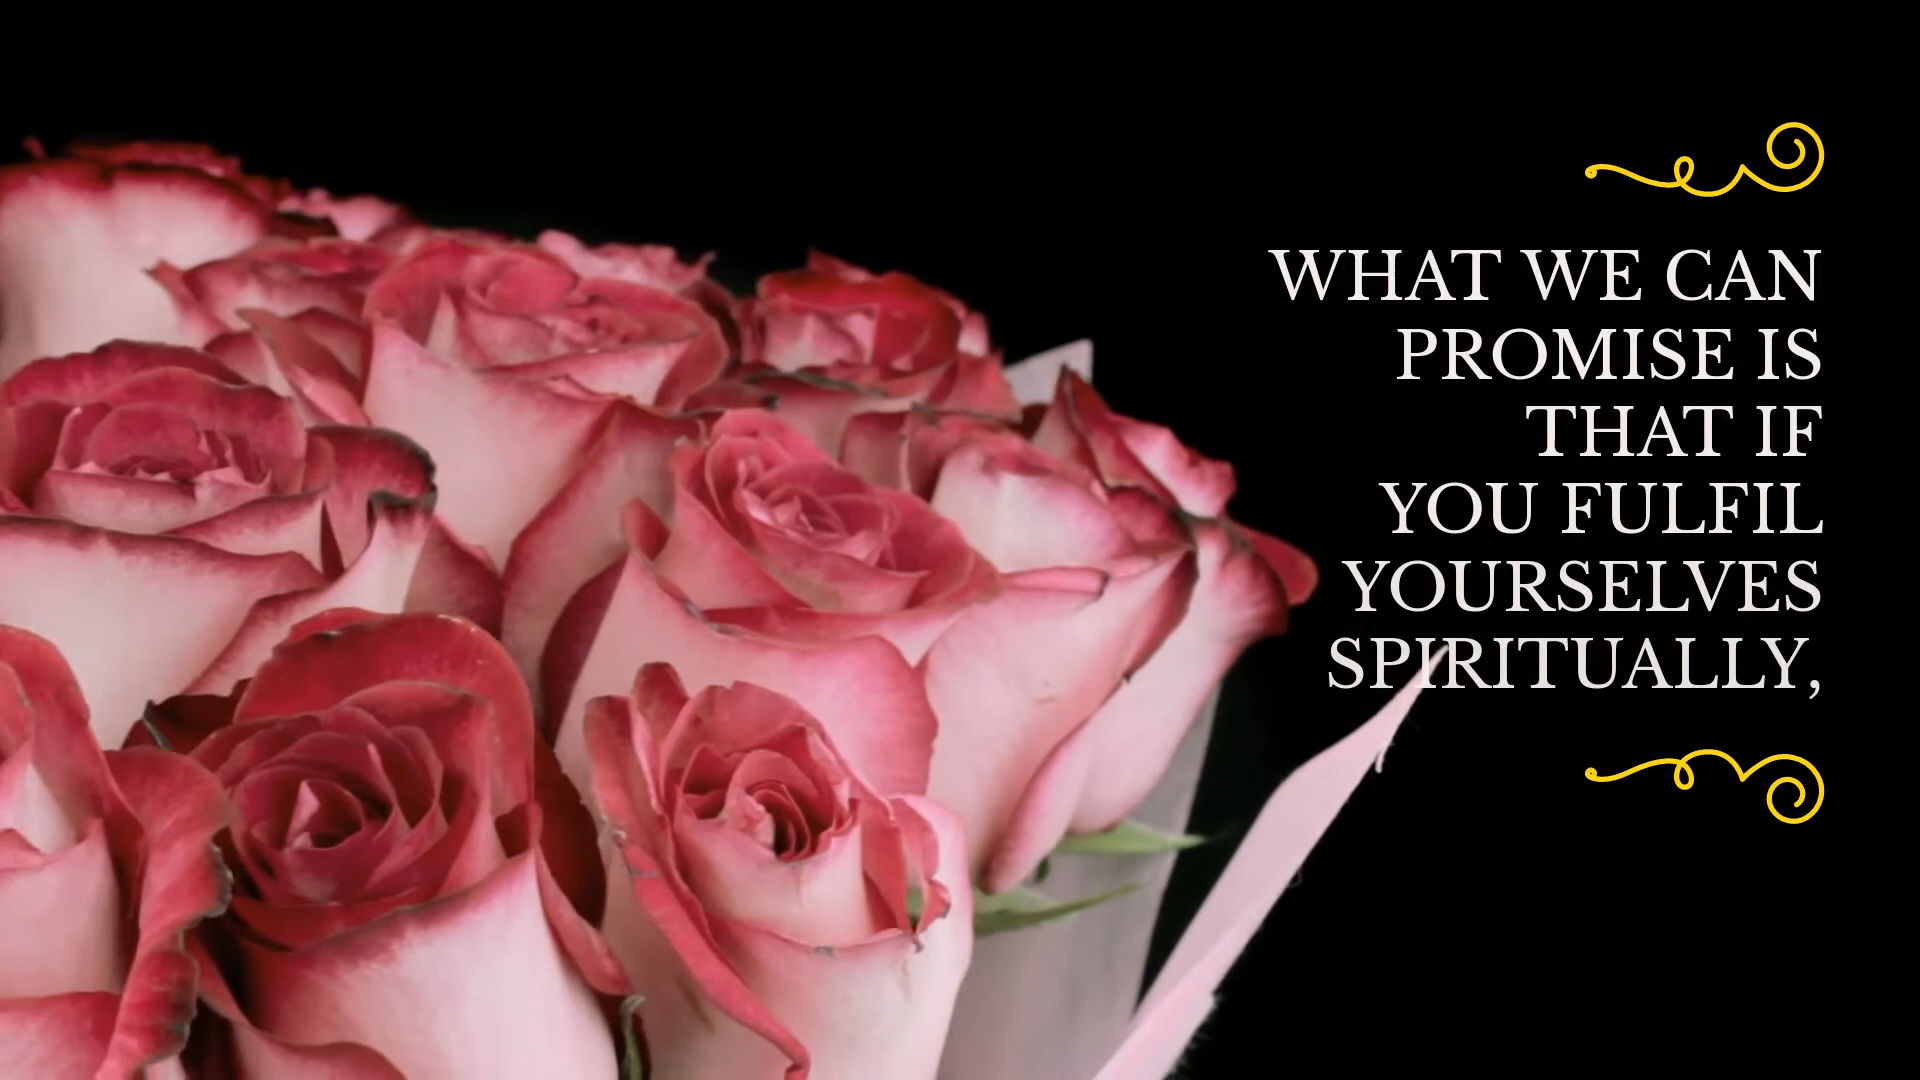 WHAT WE CAN
PROMISE IS
THAT IF
YOU FULFIL
YOURSELVES
SPIRITUALLY,